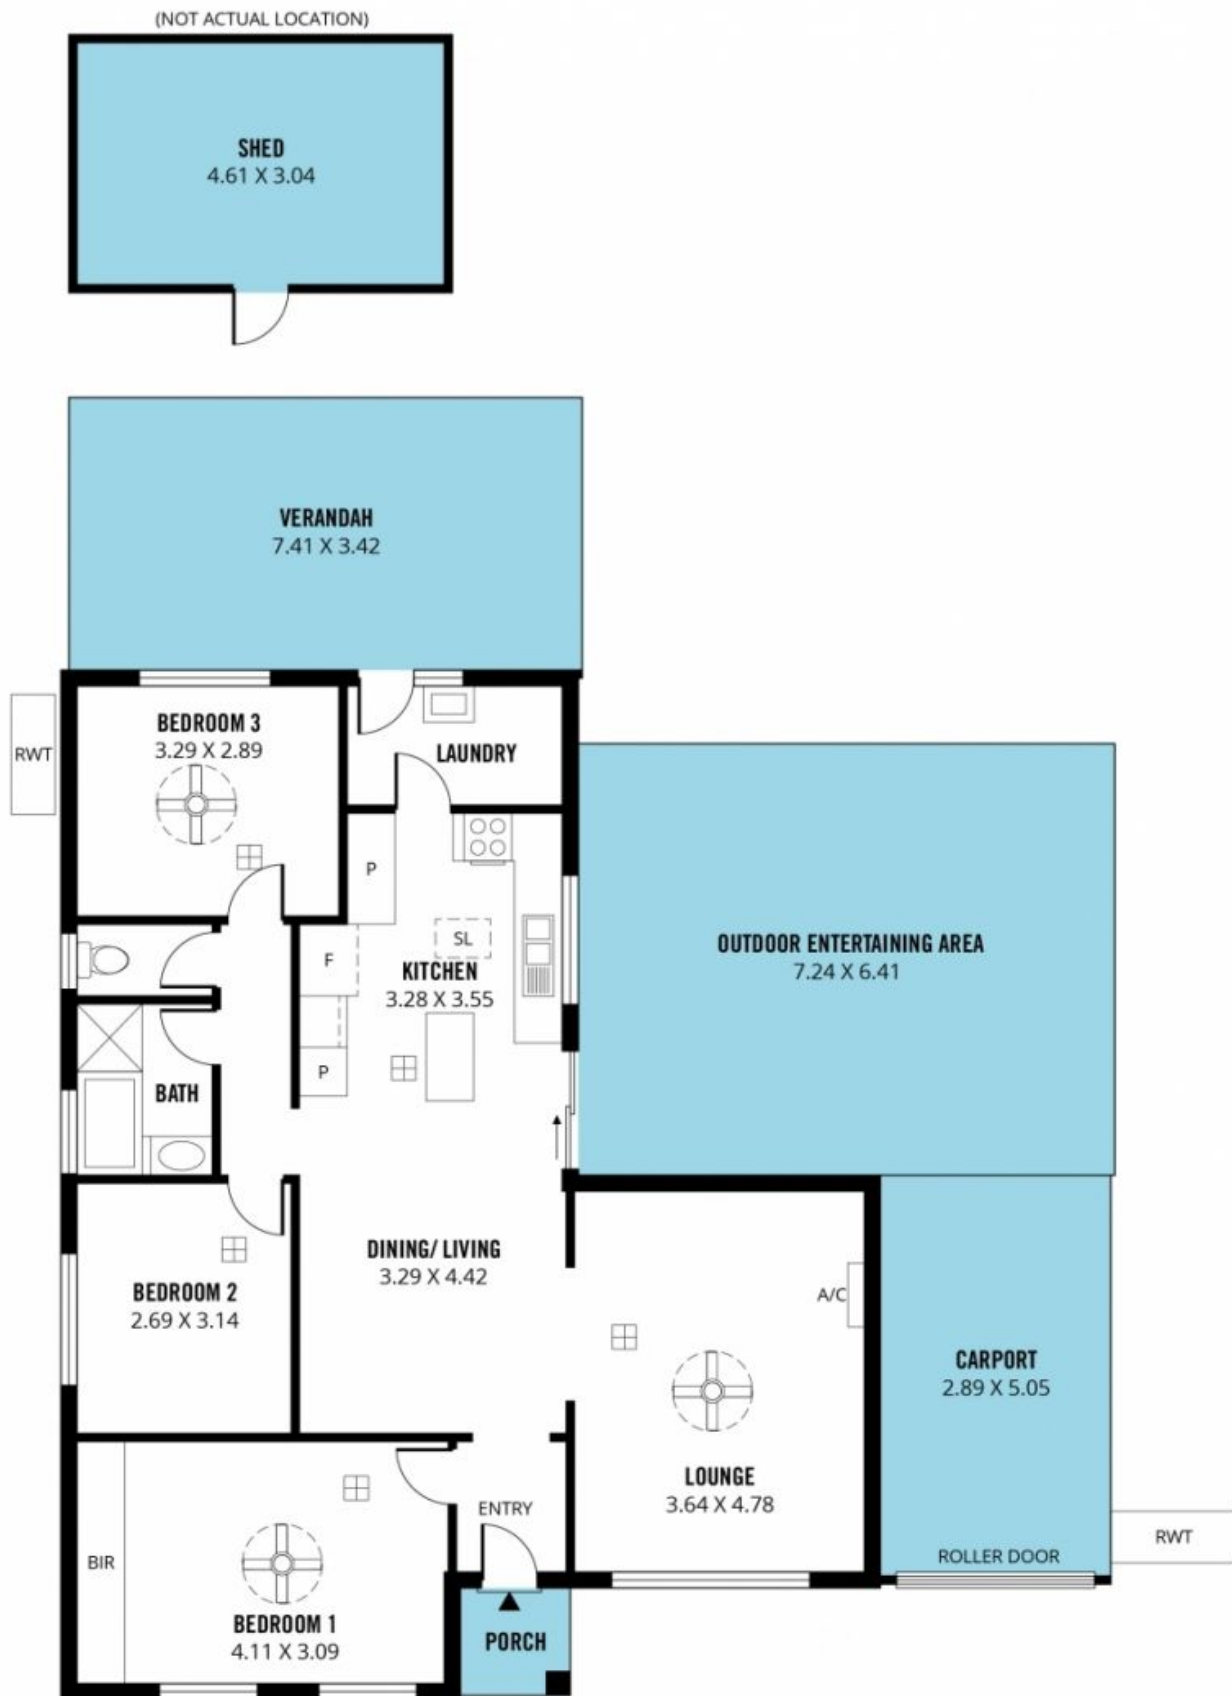 (NOT ACTUAL LOCATION)
SHED
4.61 X 3.04
VERANDAH
7.41 X 3.42
BEDROOM 3
3.29 X 2.89
RWT
LAUNDRY
P
SL
F
KITCHEN
3.28 X 3.55
OUTDOOR ENTERTAINING AREA
7.24 X 6.41
P
BATH
DINING/ LIVING
3.29 X 4.42
BEDROOM 2
2.69 X 3.14
A/C
CARPORT
2.89 X 5.05
LOUNGE
3.64 X 4.78
ENTRY
RWT
ROLLER DOOR
BIR
BEDROOM 1
4.11 X 3.09
PORCH